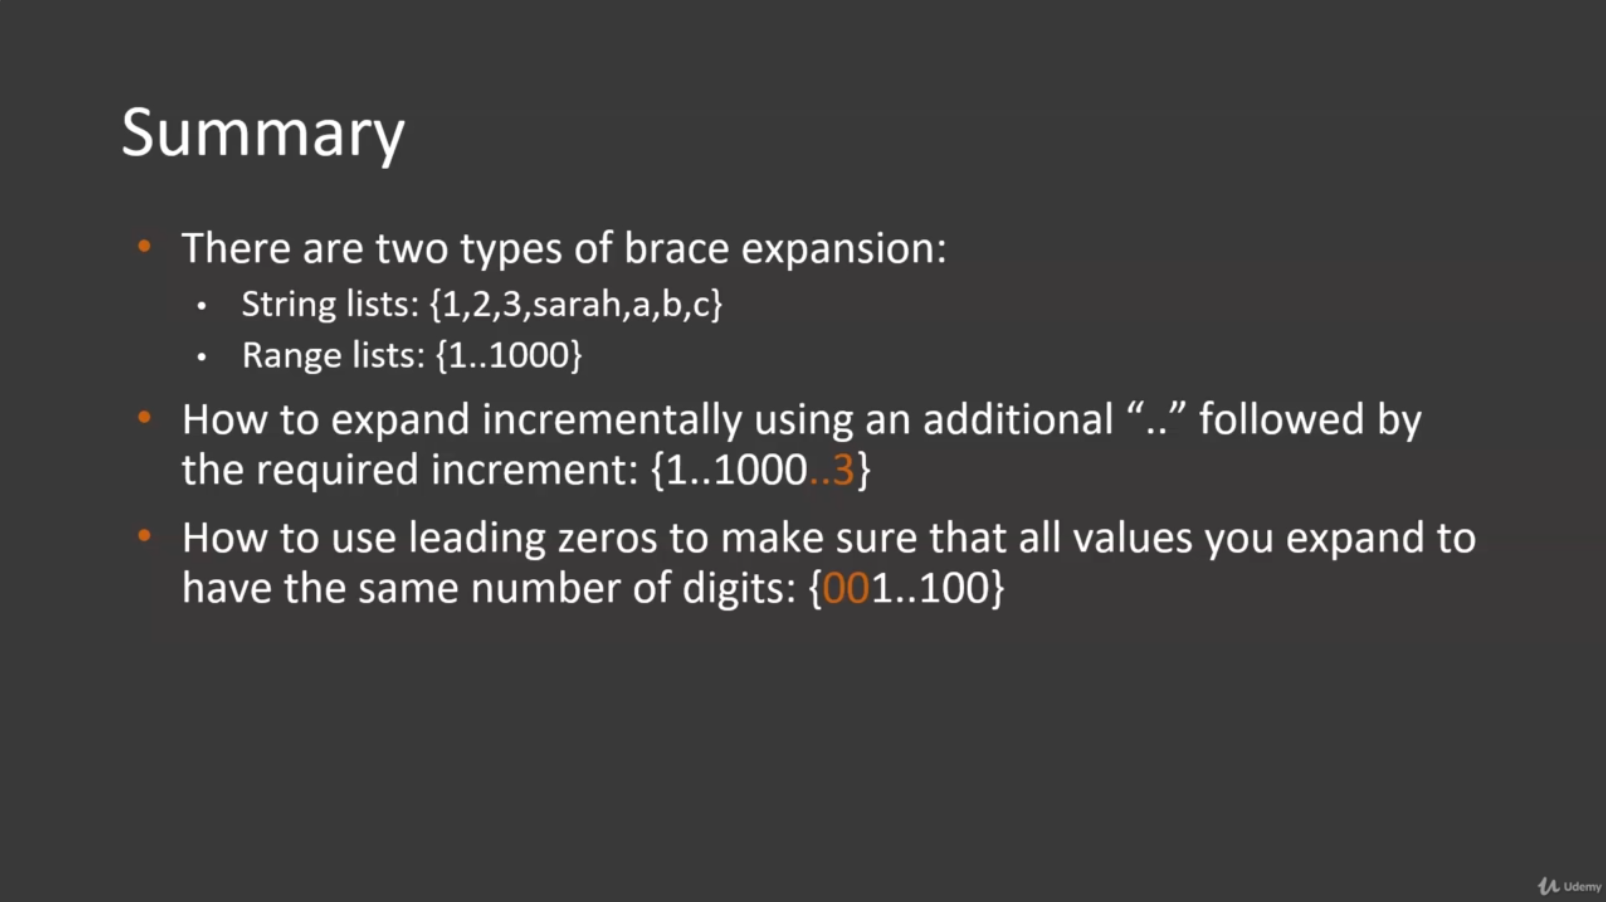 Summary
• There are two types of brace expansion:
• String lists: {1,2,3,sarah,a,b,c}
• Range lists: {1..1000}
• How to expand incrementally using an additional “..” followed by
the required increment: {1..1000..3}
• How to use leading zeros to make sure that all values you expand to
have the same number of digits: {001..100}
Udemy